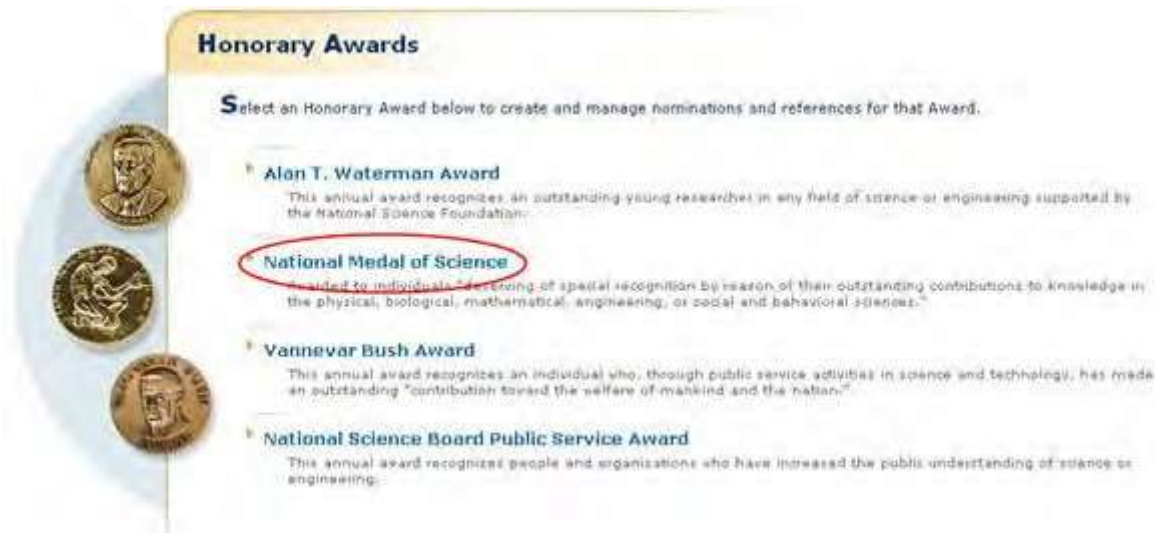 Honorary Awards
Select an Honorary Award below to create and manage nominations and references for that Award.
Alan T. Waterman Award
This annual award recognizes an outstanding young researcher in any field of science or engineering supported by
the National Science Foundation.
National Medal of Science
Awarded to individuals "deserving of special recognition by reason of their outstanding contributions to knowledge in
the physical, biological, mathematical, engineering, or social and behavioral sciences."
Vannevar Bush Award
This annual award recognizes an individual who, through public service activities in science and technology, has made
an outstanding "contribution toward the welfare of mankind and the nation."
National Science Board Public Service Award
This annual award recognizes people and organizations who have increased the public understanding of science or
engineering.